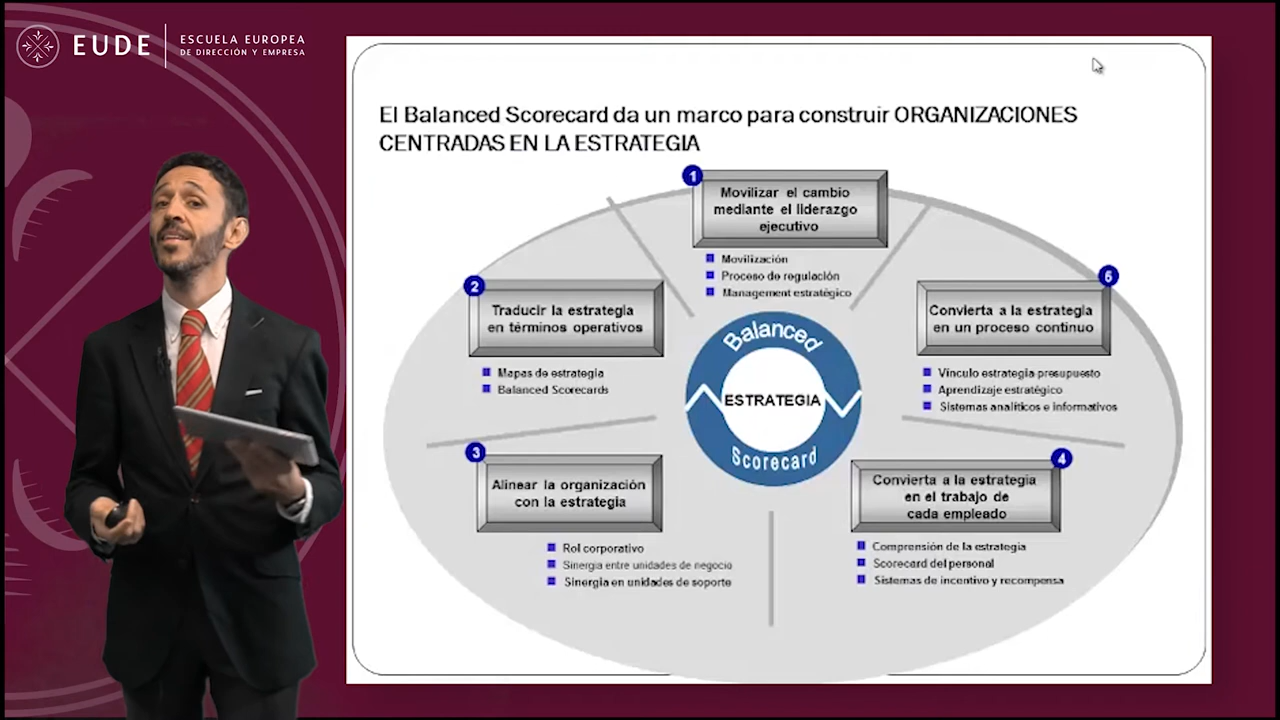 EUDE
ESCUELA EUROPEA
DE DIRECCIÓN Y EMPRESA
El Balanced Scorecard da un marco para construir ORGANIZACIONES
CENTRADAS EN LA ESTRATEGIA
1
Movilizar el cambio
mediante el liderazgo
ejecutivo
Movilización
Proceso de regulación
Management estratégico
2
Traducir la estrategia
en términos operativos
Mapas de estrategia
Balanced Scorecards
5
Convierta a la estrategia
en un proceso continuo
Vínculo estrategia presupuesto
Aprendizaje estratégico
Sistemas analíticos e informativos
Balanced
ESTRATEGIA
Scorecard
3
Alinear la organización
con la estrategia
Rol corporativo
Sinergia entre unidades de negocio
Sinergia en unidades de soporte
4
Convierta a la estrategia
en el trabajo de
cada empleado
Comprensión de la estrategia
Scorecard del personal
Sistemas de incentivo y recompensa